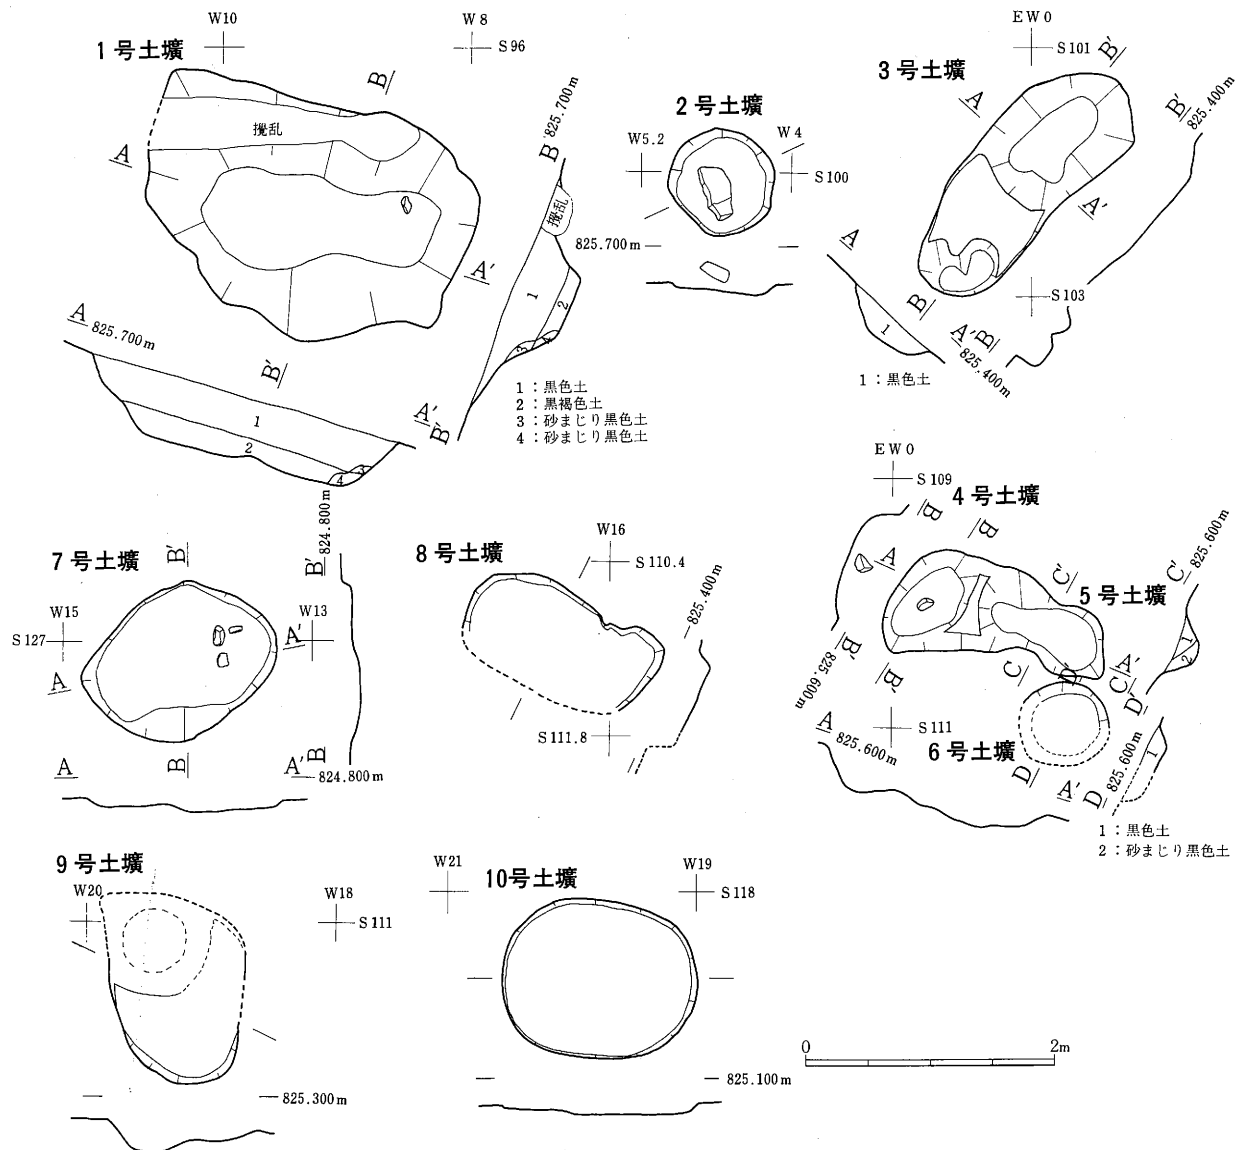 1号土壙
W10
W8
S96
B
攪乱
A
A'
B'
A 825.700m
B 825.700m
攪乱
1
2
3
4
1
2
3
4
A'
B'
1：黒色土
2：黒褐色土
3：砂まじり黒色土
4：砂まじり黒色土
2号土壙
W5.2
W4
S100
825.700m
3号土壙
EW0
S101
B'
A
A'
B
S103
B' 825.400m
A
1
A'
B
825.400m
1：黒色土
4号土壙
EW0
S109
B
B
A
C'
5号土壙
C' 825.600m
1
2
B'
825.600m
B'
C
D'
A'
C
D'
S111
A 825.600m
6号土壙
D
A'
D 825.600m
1
1：黒色土
2：砂まじり黒色土
7号土壙
B'
B' 824.800m
W15
W13
S127
A'
A
B
B
A
A' 824.800m
8号土壙
W16
S110.4
825.400m
S111.8
9号土壙
W20
W18
S111
825.300m
10号土壙
W21
W19
S118
825.100m
0
2m